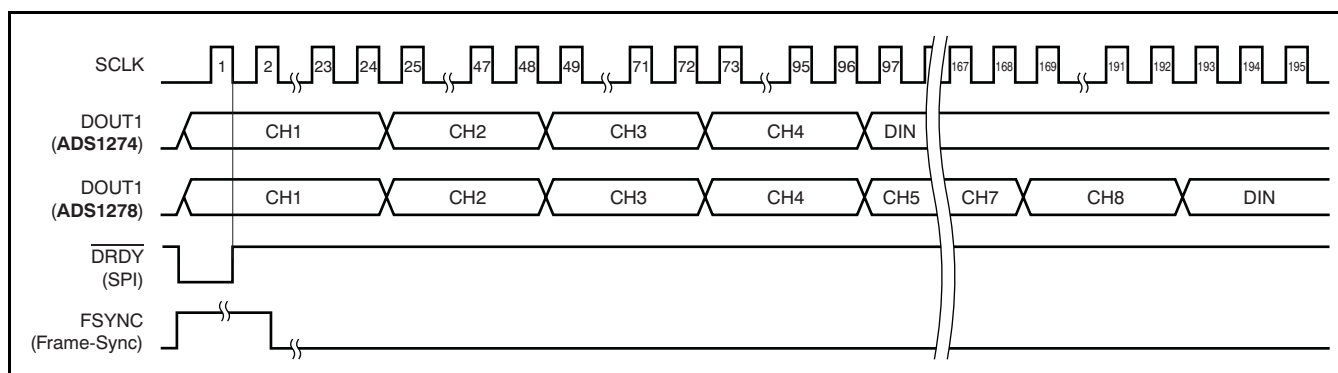 SCLK
1 2 23 24 25 47 48 49 71 72 73 95 96 97 167 168 169 191 192 193 194 195
DOUT1
(ADS1274)
CH1 CH2 CH3 CH4 DIN
DOUT1
(ADS1278)
CH1 CH2 CH3 CH4 CH5 CH7 CH8 DIN
DRDY
(SPI)
FSYNC
(Frame-Sync)